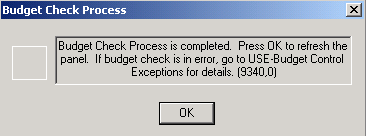 Budget Check Process
Budget Check Process is completed.  Press OK to refresh the
panel.  If budget check is in error, go to USE-Budget Control
Exceptions for details. (9340,0)
OK